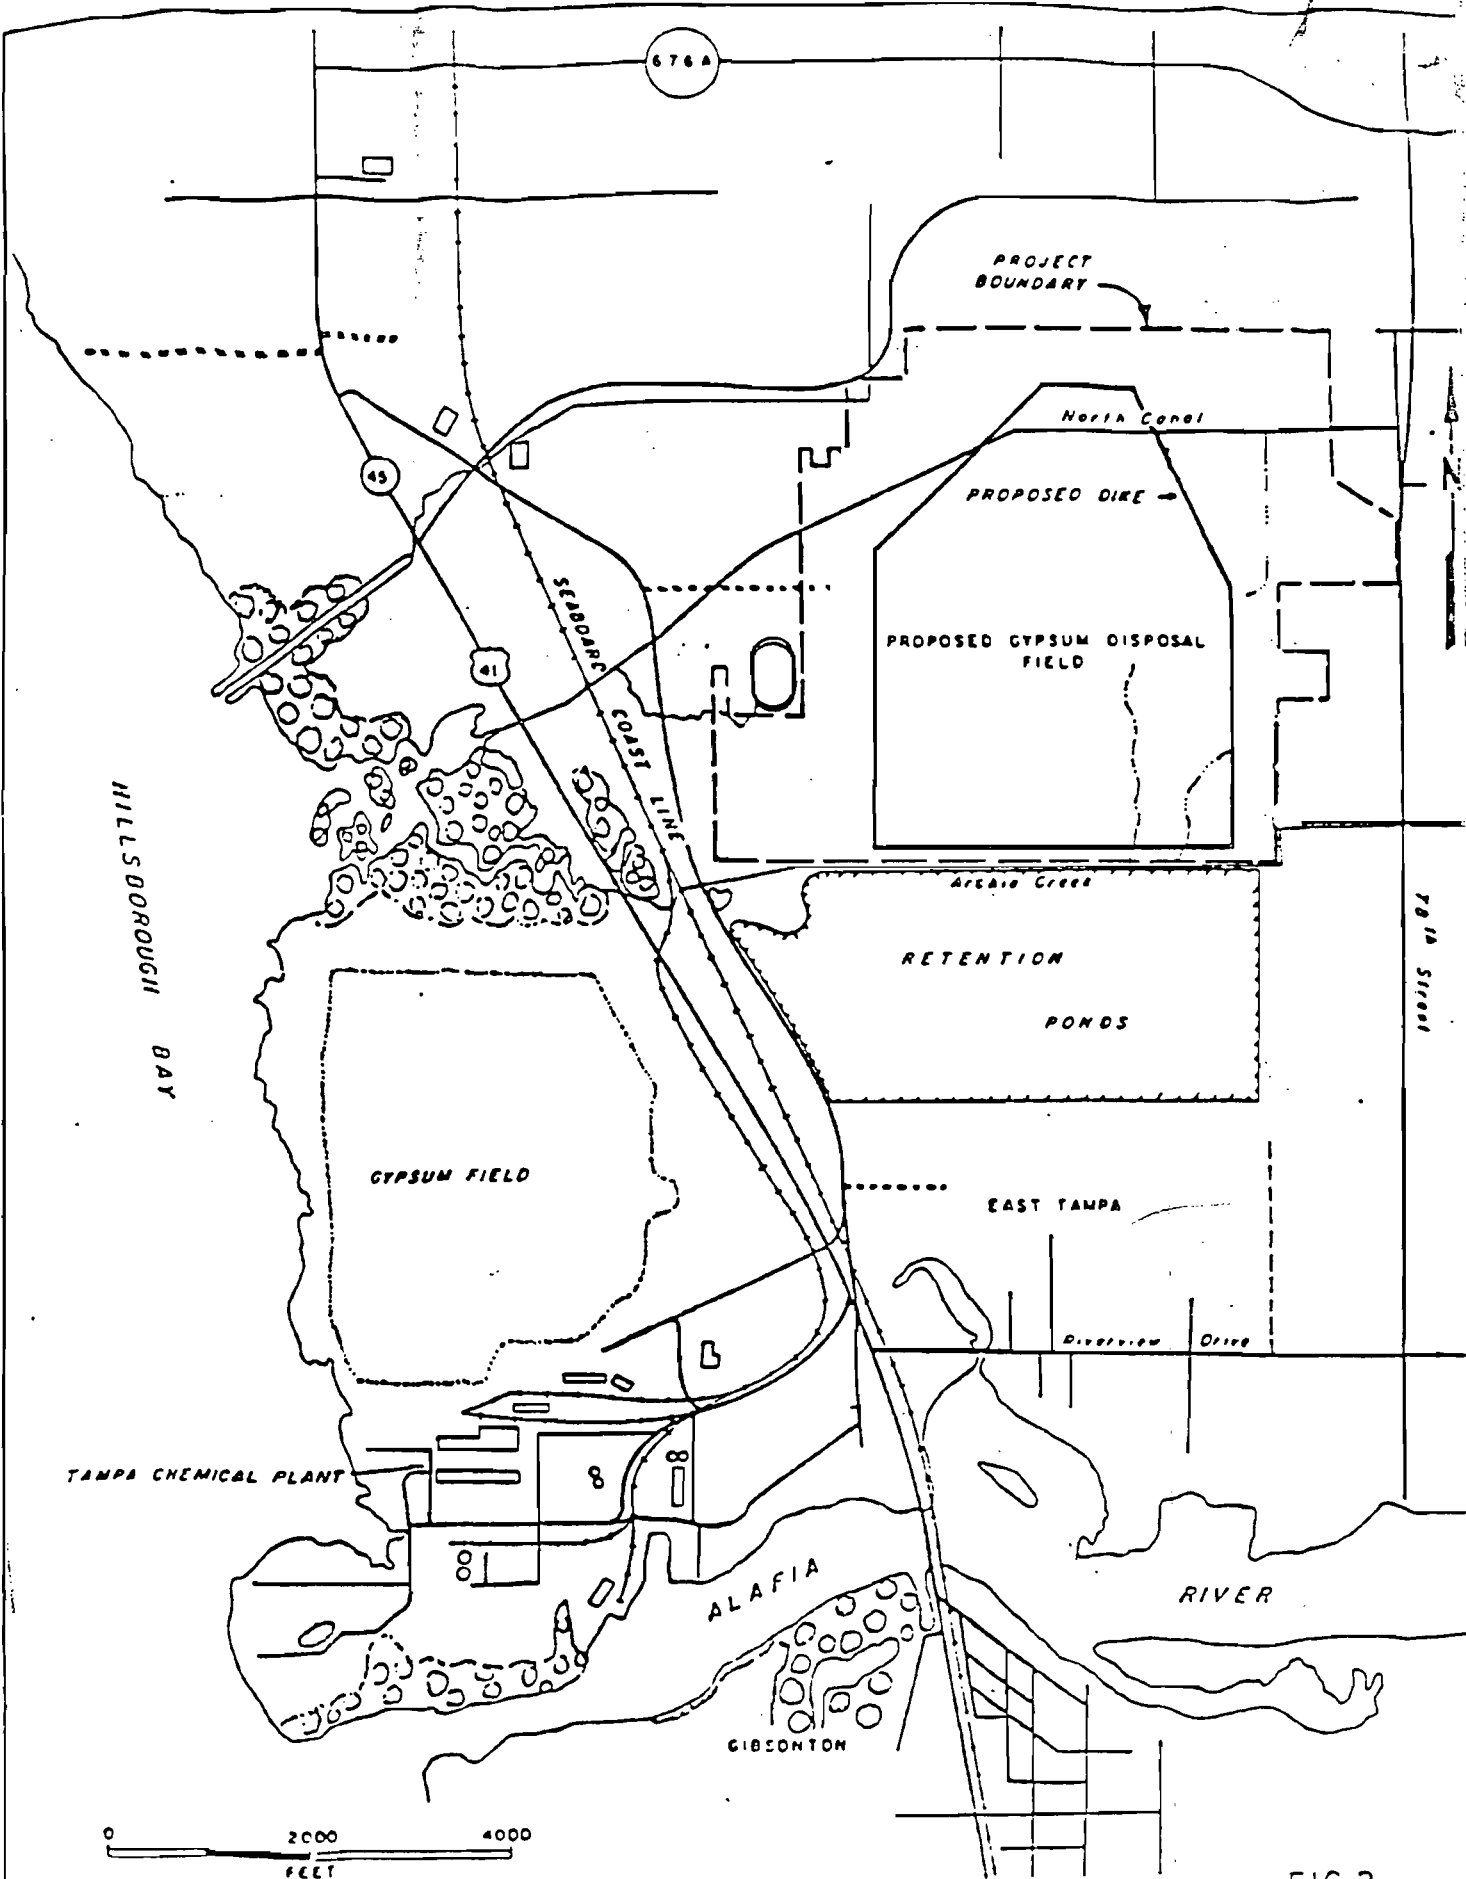 676A
PROJECT
BOUNDARY
North Canal
45
PROPOSED DIKE
N
SEABOARD
COAST LINE
41
PROPOSED GYPSUM DISPOSAL
FIELD
HILLSBOROUGH BAY
Archie Creek
78th Street
RETENTION
PONDS
GYPSUM FIELD
EAST TAMPA
Riverview Drive
TAMPA CHEMICAL PLANT
ALAFIA
RIVER
GIBSONTON
0 2000 4000
FEET